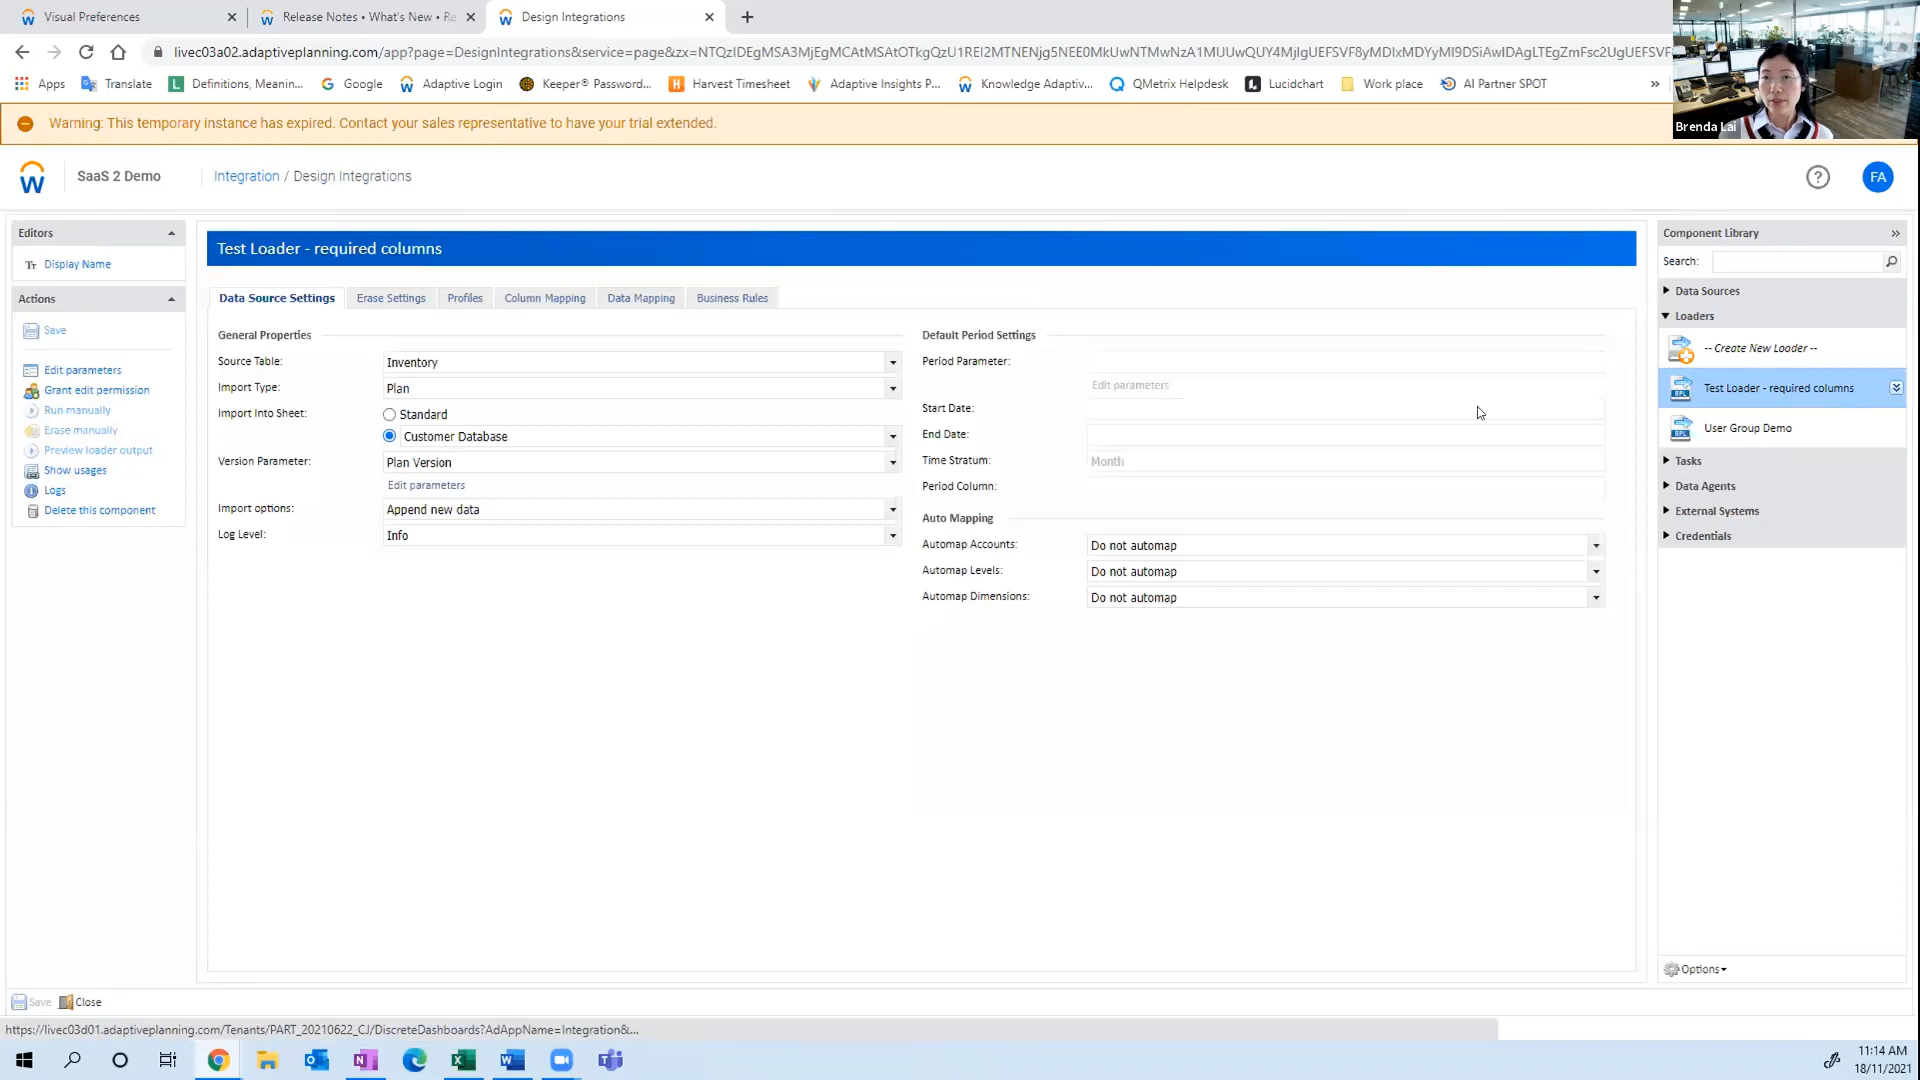 Visual Preferences
Release Notes • What's New • Re
Design Integrations
livec03a02.adaptiveplanning.com/app?page=DesignIntegrations&service=page&zx=
Apps
Translate
Definitions, Meanin...
Google
Adaptive Login
Keeper® Password...
Harvest Timesheet
Adaptive Insights P...
Knowledge Adaptiv...
QMetrix Helpdesk
Lucidchart
Work place
AI Partner SPOT
»
Brenda Lai
Warning: This temporary instance has expired. Contact your sales representative to have your trial extended.
SaaS 2 Demo
Integration / Design Integrations
?
FA
Editors
Display Name
Actions
Save
Edit parameters
Grant edit permission
Run manually
Erase manually
Preview loader output
Show usages
Logs
Delete this component
Test Loader - required columns
Data Source Settings
Erase Settings
Profiles
Column Mapping
Data Mapping
Business Rules
General Properties
Source Table: Inventory
Import Type: Plan
Import Into Sheet: Standard
Customer Database
Version Parameter: Plan Version
Edit parameters
Import options: Append new data
Log Level: Info
Default Period Settings
Period Parameter:
Edit parameters
Start Date:
End Date:
Time Stratum: Month
Period Column:
Auto Mapping
Automap Accounts: Do not automap
Automap Levels: Do not automap
Automap Dimensions: Do not automap
Component Library
Search:
Data Sources
Loaders
-- Create New Loader --
Test Loader - required columns
User Group Demo
Tasks
Data Agents
External Systems
Credentials
Options
Save
Close
https://livec03d01.adaptiveplanning.com/Tenants/PART_20210622_CJ/DiscreteDashboards?AdAppName=Integration&...
11:14 AM
18/11/2021